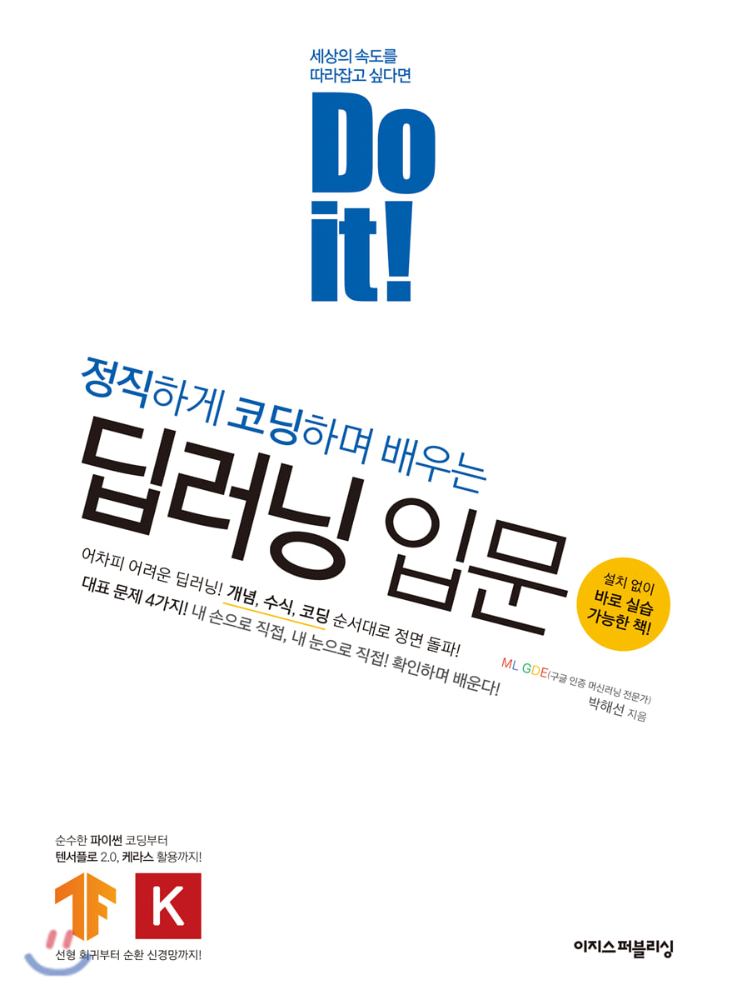 세상의 속도를
따라잡고 싶다면
Do
it!
정직하게 코딩하며 배우는
딥러닝 입문
어차피 어려운 딥러닝! 개념, 수식, 코딩 순서대로 정면 돌파!
대표 문제 4가지! 내 손으로 직접, 내 눈으로 직접! 확인하며 배운다!
설치 없이
바로 실습
가능한 책!
ML GDE(구글 인증 머신러닝 전문가)
박해선 지음
순수한 파이썬 코딩부터
텐서플로 2.0, 케라스 활용까지!
K
선형 회귀부터 순환 신경망까지!
이지스퍼블리싱